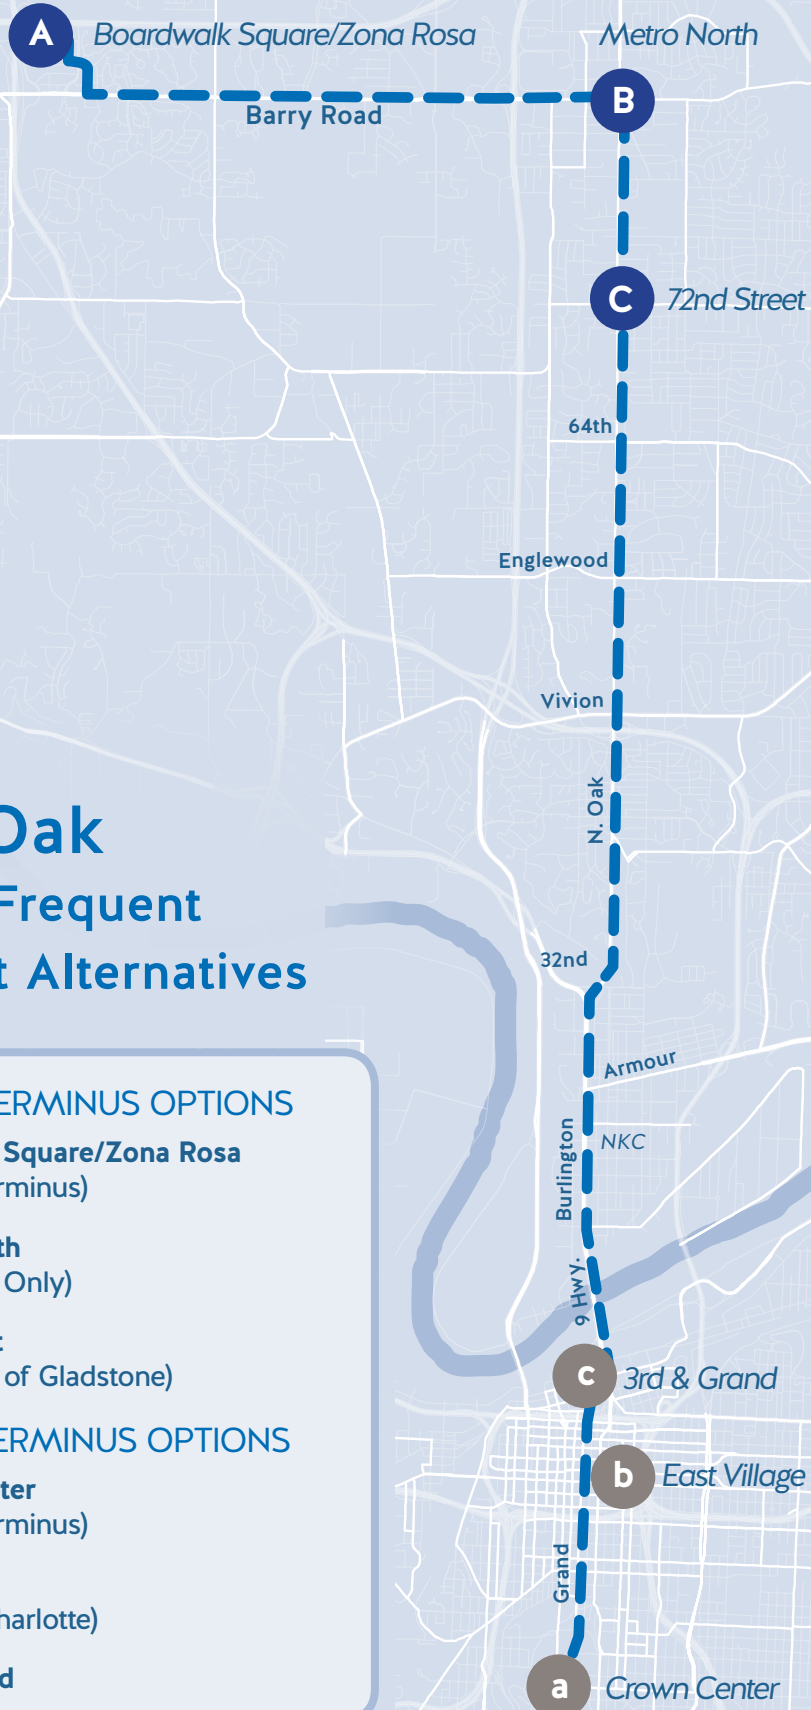 A
Boardwalk Square/Zona Rosa
Metro North
B
Barry Road
C
72nd Street
64th
Englewood
Vivion
N. Oak
Oak
Frequent
t Alternatives
32nd
Armour
Burlington
NKC
9 Hwy.
c
3rd & Grand
b
East Village
Grand
a
Crown Center
ERMINUS OPTIONS
Square/Zona Rosa
rminus)
th
Only)
t
of Gladstone)
ERMINUS OPTIONS
ter
rminus)
harlotte)
d